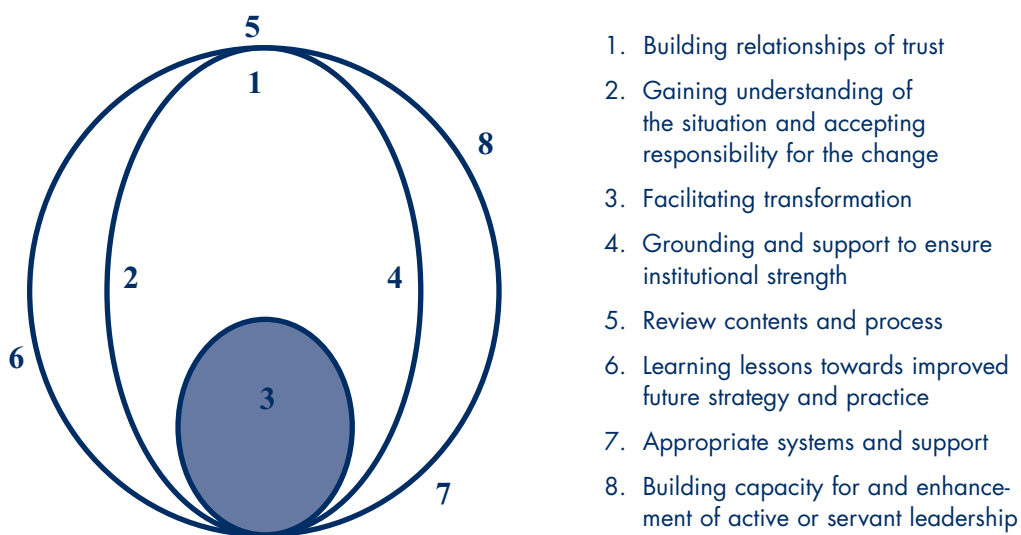 5
1
8
2
4
6
3
7
1. Building relationships of trust
2. Gaining understanding of
the situation and accepting
responsibility for the change
3. Facilitating transformation
4. Grounding and support to ensure
institutional strength
5. Review contents and process
6. Learning lessons towards improved
future strategy and practice
7. Appropriate systems and support
8. Building capacity for and enhance-
ment of active or servant leadership